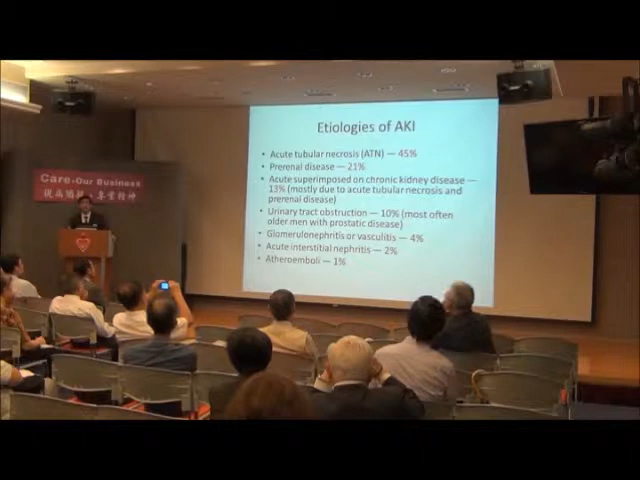 Etiologies of AKI
• Acute tubular necrosis (ATN) — 45%
• Prerenal disease — 21%
• Acute superimposed on chronic kidney disease —
13% (mostly due to acute tubular necrosis and
prerenal disease)
• Urinary tract obstruction — 10% (most often
older men with prostatic disease)
• Glomerulonephritis or vasculitis — 4%
• Acute interstitial nephritis — 2%
• Atheroemboli — 1%
Care-Our Business